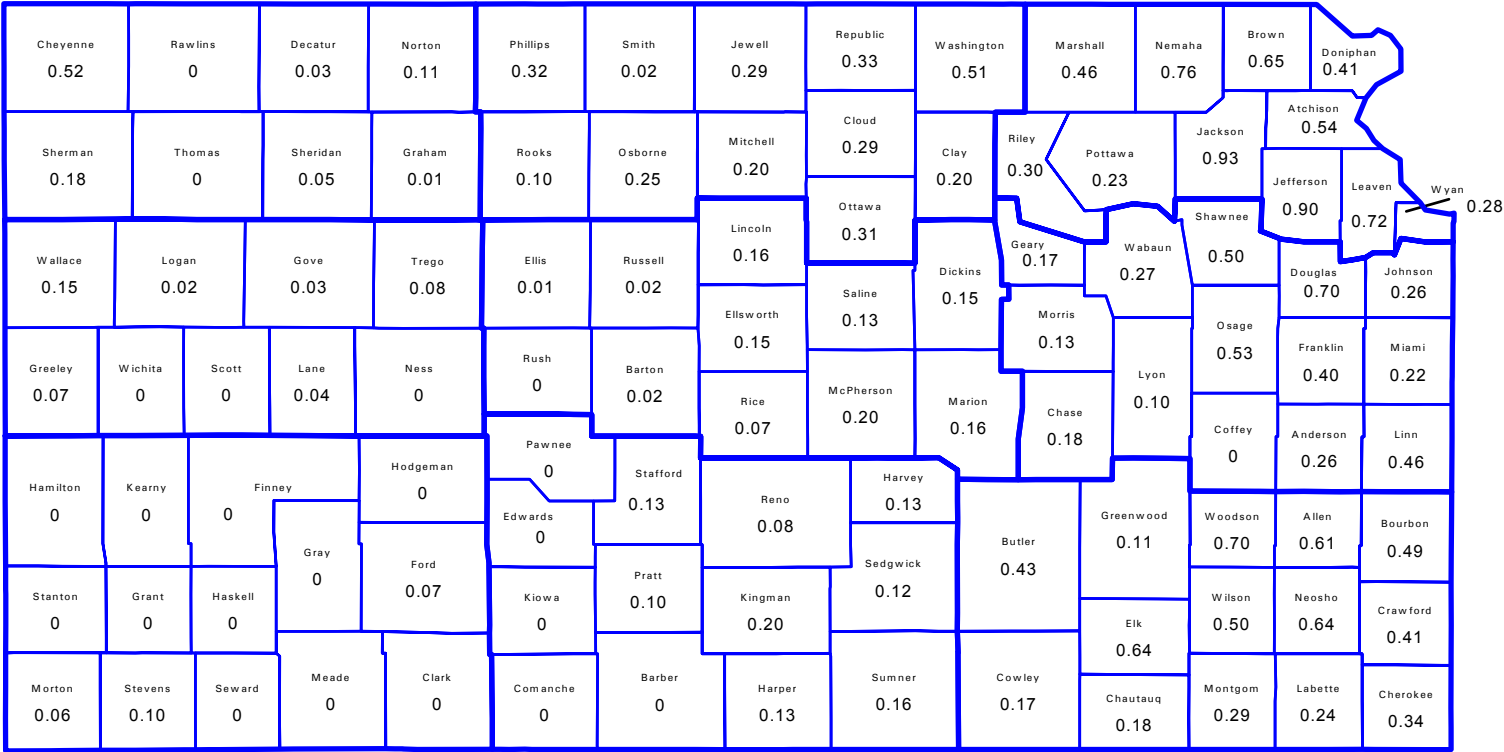 Cheyenne
0.52
Rawlins
0
Decatur
0.03
Norton
0.11
Phillips
0.32
Smith
0.02
Jewell
0.29
Republic
0.33
Washington
0.51
Marshall
0.46
Nemaha
0.76
Brown
0.65
Doniphan
0.41
Atchison
0.54
Sherman
0.18
Thomas
0
Sheridan
0.05
Graham
0.01
Rooks
0.10
Osborne
0.25
Mitchell
0.20
Cloud
0.29
Clay
0.20
Riley
0.30
Pottawa
0.23
Jackson
0.93
Jefferson
0.90
Leaven
0.72
Wyan
0.28
Ottawa
0.31
Lincoln
0.16
Wallace
0.15
Logan
0.02
Gove
0.03
Trego
0.08
Ellis
0.01
Russell
0.02
Ellsworth
0.15
Saline
0.13
Dickins
0.15
Geary
0.17
Wabaun
0.27
Shawnee
0.50
Douglas
0.70
Johnson
0.26
Morris
0.13
Osage
0.53
Franklin
0.40
Miami
0.22
Greeley
0.07
Wichita
0
Scott
0
Lane
0.04
Ness
0
Rush
0
Barton
0.02
Rice
0.07
McPherson
0.20
Marion
0.16
Chase
0.18
Lyon
0.10
Coffey
0
Anderson
0.26
Linn
0.46
Hamilton
0
Kearny
0
Finney
0
Hodgeman
0
Pawnee
0
Stafford
0.13
Edwards
0
Reno
0.08
Harvey
0.13
Gray
0
Ford
0.07
Sedgwick
0.12
Butler
0.43
Greenwood
0.11
Woodson
0.70
Allen
0.61
Bourbon
0.49
Stanton
0
Grant
0
Haskell
0
Kiowa
0
Pratt
0.10
Kingman
0.20
Elk
0.64
Wilson
0.50
Neosho
0.64
Crawford
0.41
Morton
0.06
Stevens
0.10
Seward
0
Meade
0
Clark
0
Comanche
0
Barber
0
Harper
0.13
Sumner
0.16
Cowley
0.17
Chautauq
0.18
Montgom
0.29
Labette
0.24
Cherokee
0.34